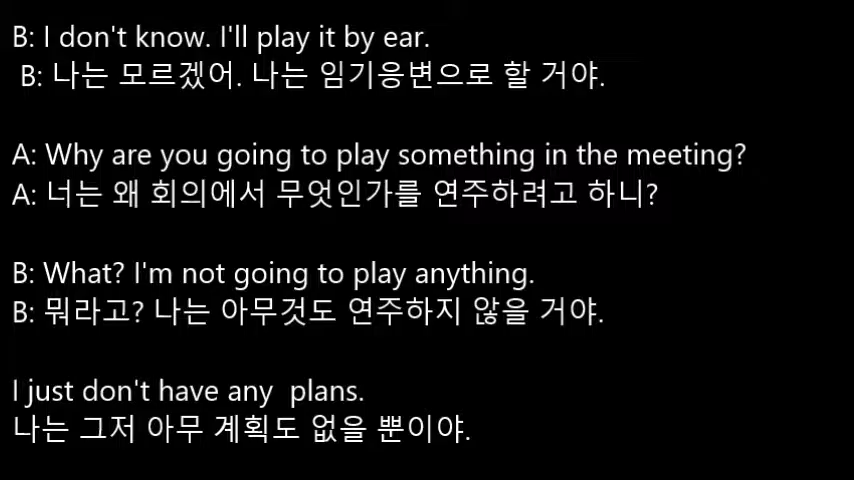 B: I don't know. I'll play it by ear.
B: 나는 모르겠어. 나는 임기응변으로 할 거야.
A: Why are you going to play something in the meeting?
A: 너는 왜 회의에서 무엇인가를 연주하려고 하니?
B: What? I'm not going to play anything.
B: 뭐라고? 나는 아무것도 연주하지 않을 거야.
I just don't have any  plans.
나는 그저 아무 계획도 없을 뿐이야.